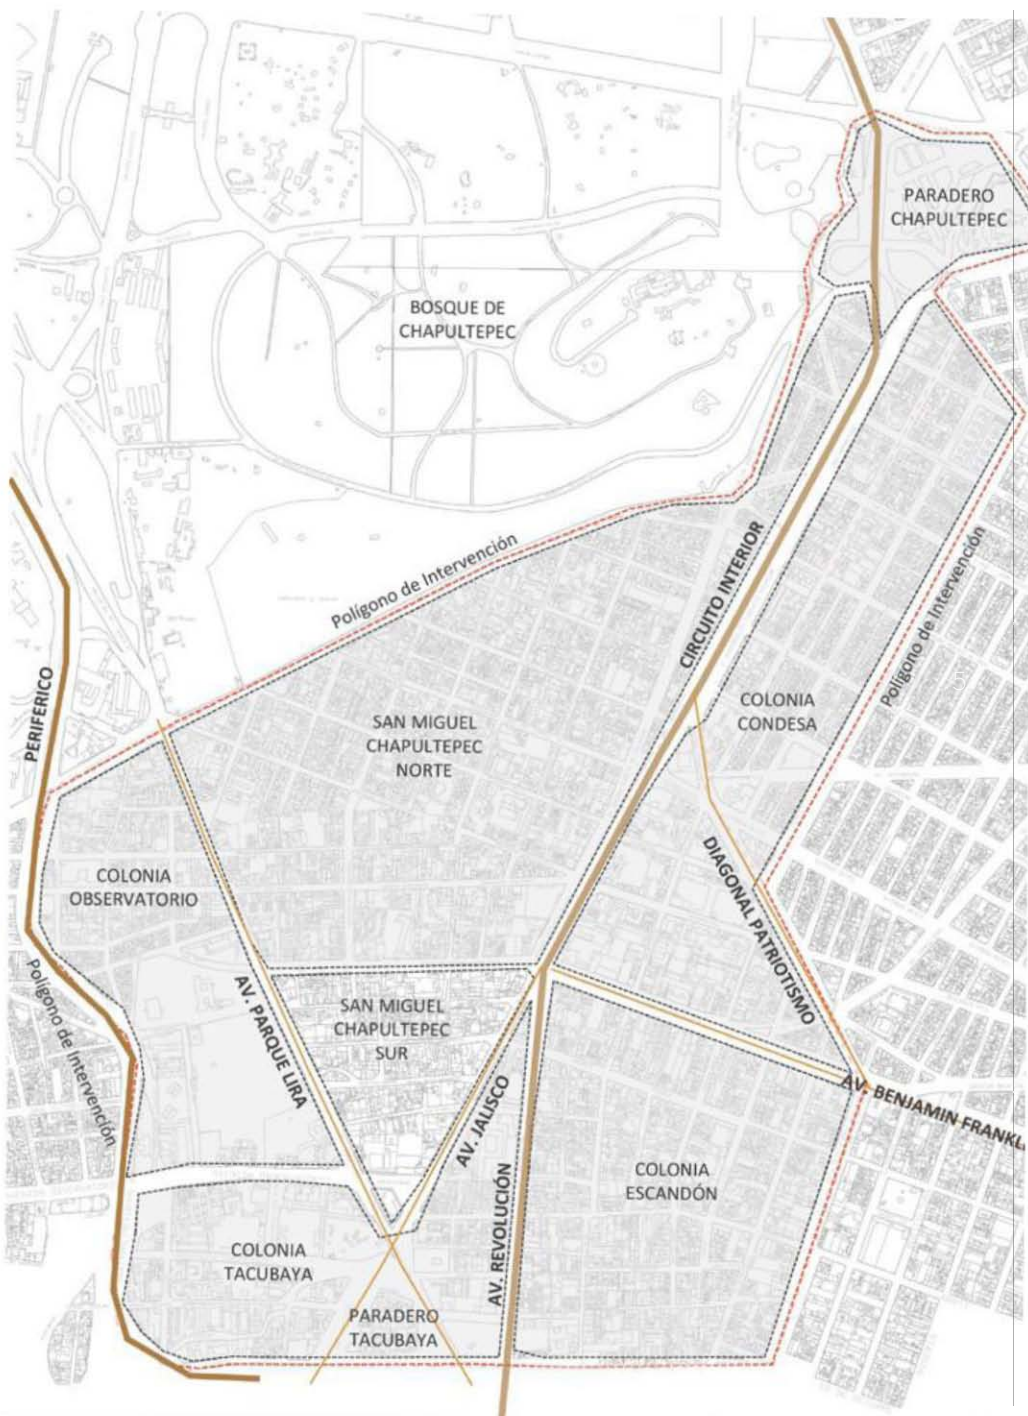 PARADERO
CHAPULTEPEC
BOSQUE DE
CHAPULTEPEC
Polígono de Intervención
CIRCUITO INTERIOR
Polígono de Intervención
PERIFERICO
SAN MIGUEL
CHAPULTEPEC
NORTE
COLONIA
CONDESA
COLONIA
OBSERVATORIO
DIAGONAL PATRIOTISMO
Polígono de Intervención
AV. PARQUE LIRA
SAN MIGUEL
CHAPULTEPEC
SUR
AV. JALISCO
AV. BENJAMIN FRANKL
COLONIA
ESCANDÓN
AV. REVOLUCIÓN
COLONIA
TACUBAYA
PARADERO
TACUBAYA